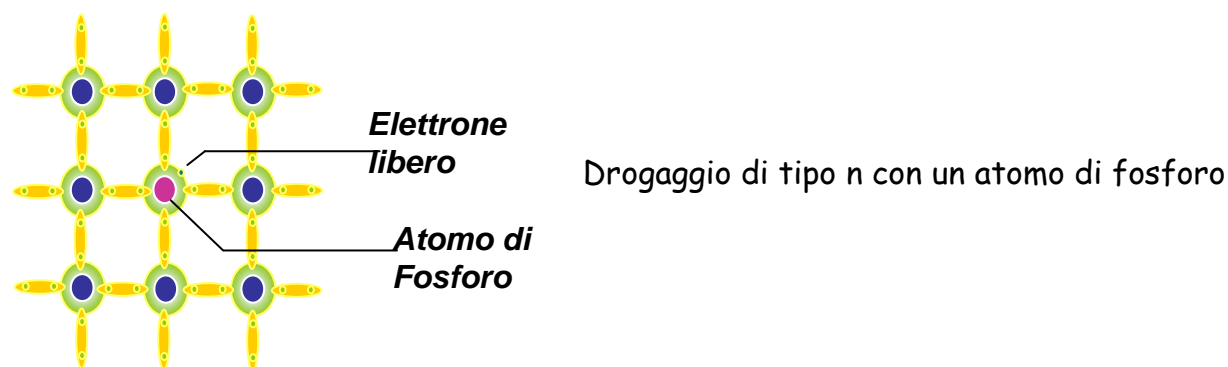 Elettrone
libero
Drogaggio di tipo n con un atomo di fosforo
Atomo di
Fosforo